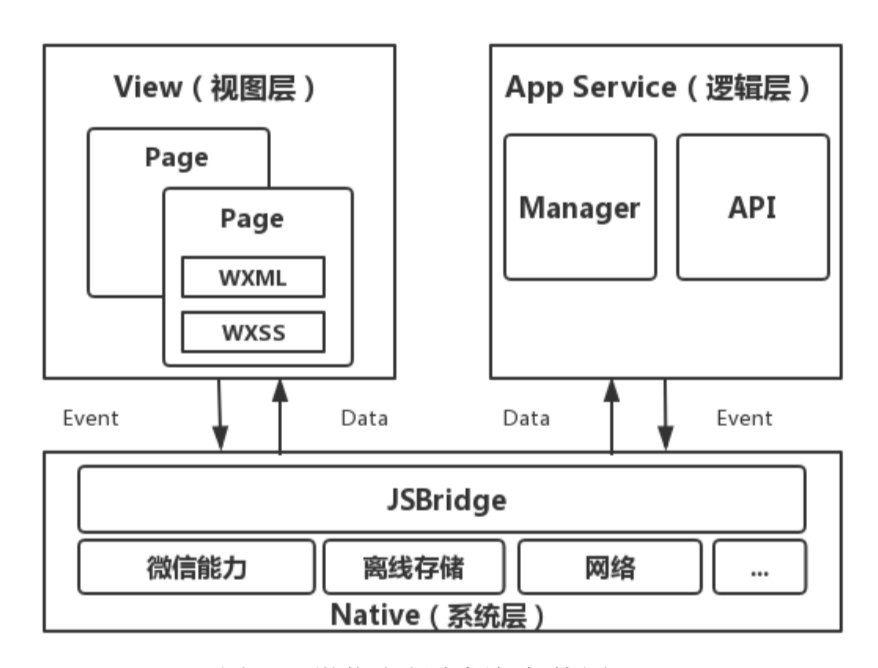 View（视图层）
Page
Page
WXML
WXSS
App Service（逻辑层）
Manager
API
Event
Data
Data
Event
JSBridge
微信能力
离线存储
网络
...
Native（系统层）